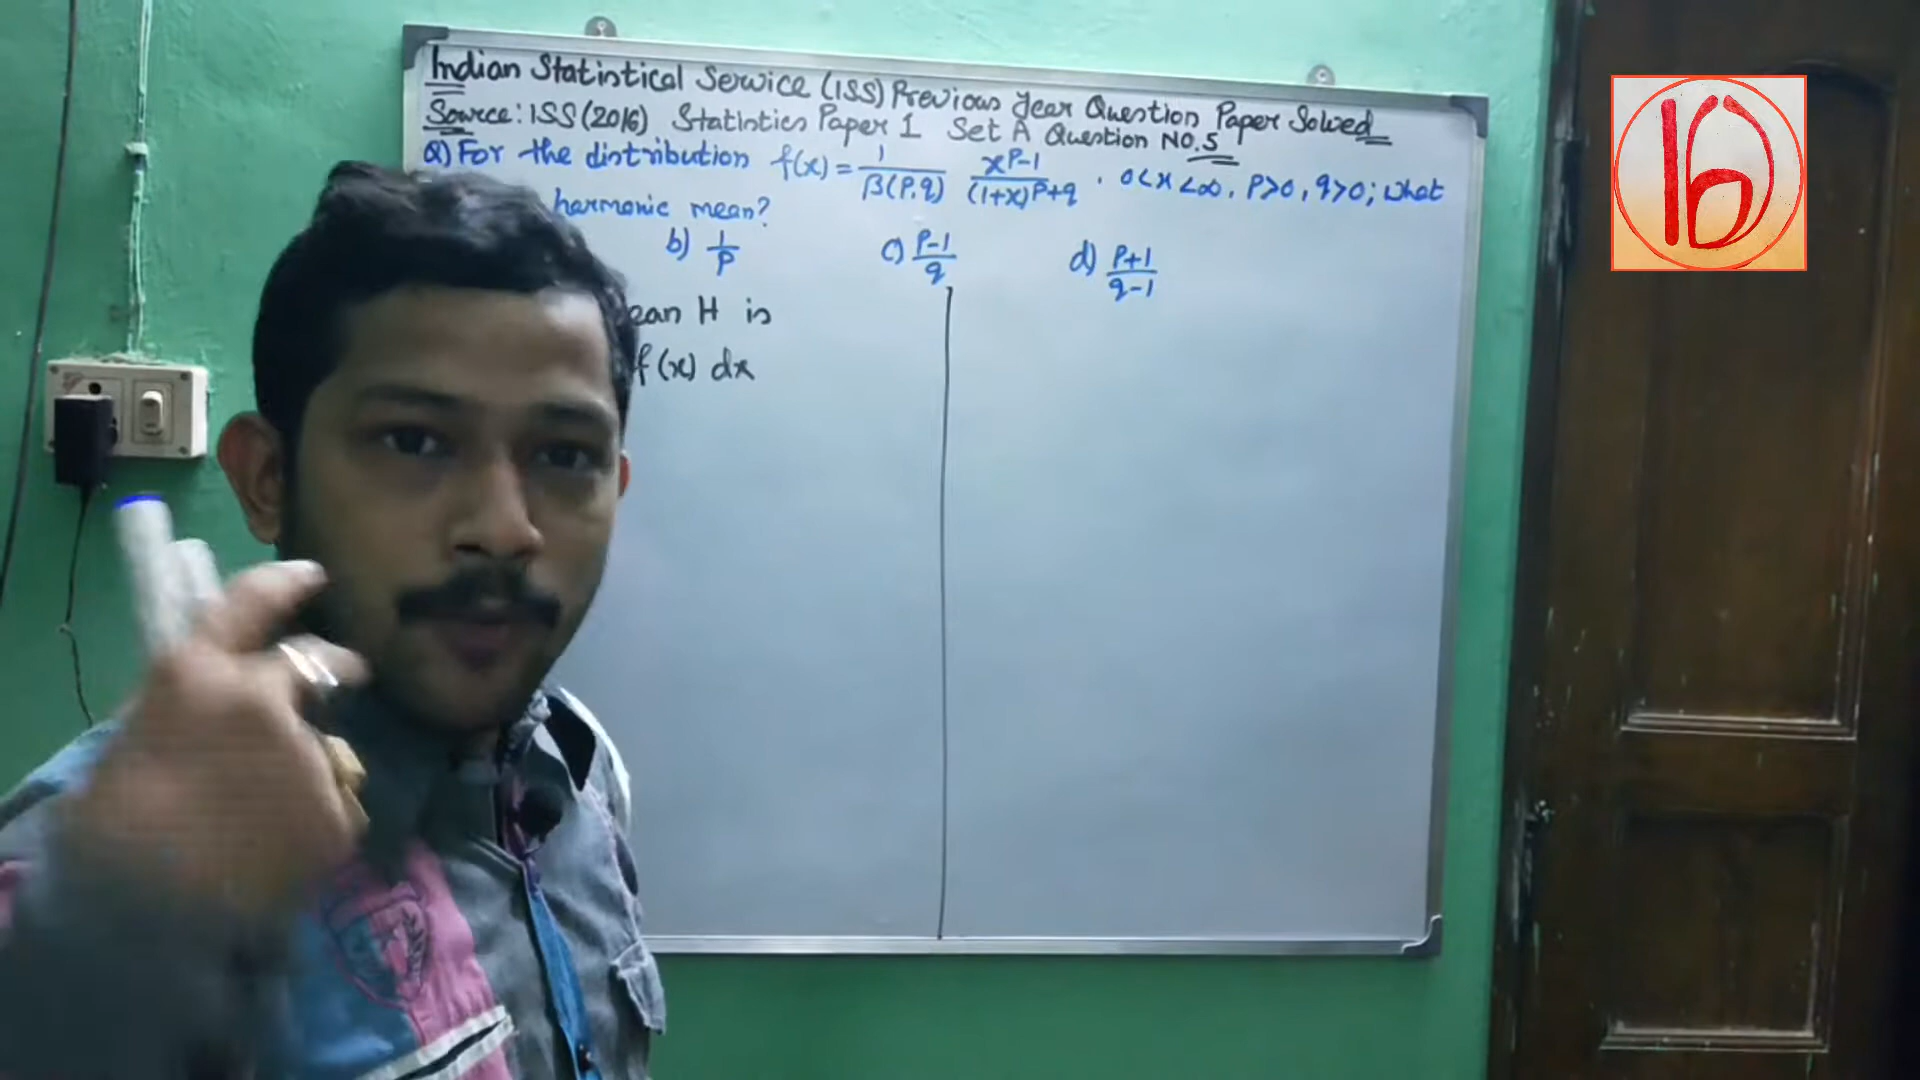 Indian Statistical Service (ISS) Previous Year Question Paper Solved
Source: ISS (2016) Statistics Paper 1 Set A Question NO.5
Q) For the distribution f(x) = 1/β(P,q) x^P-1/(1+x)^P+q , 0<x<∞, P>0, q>0; what
harmonic mean?
b) 1/P c) P-1/q d) P+1/q-1
ean H is
f(x) dx